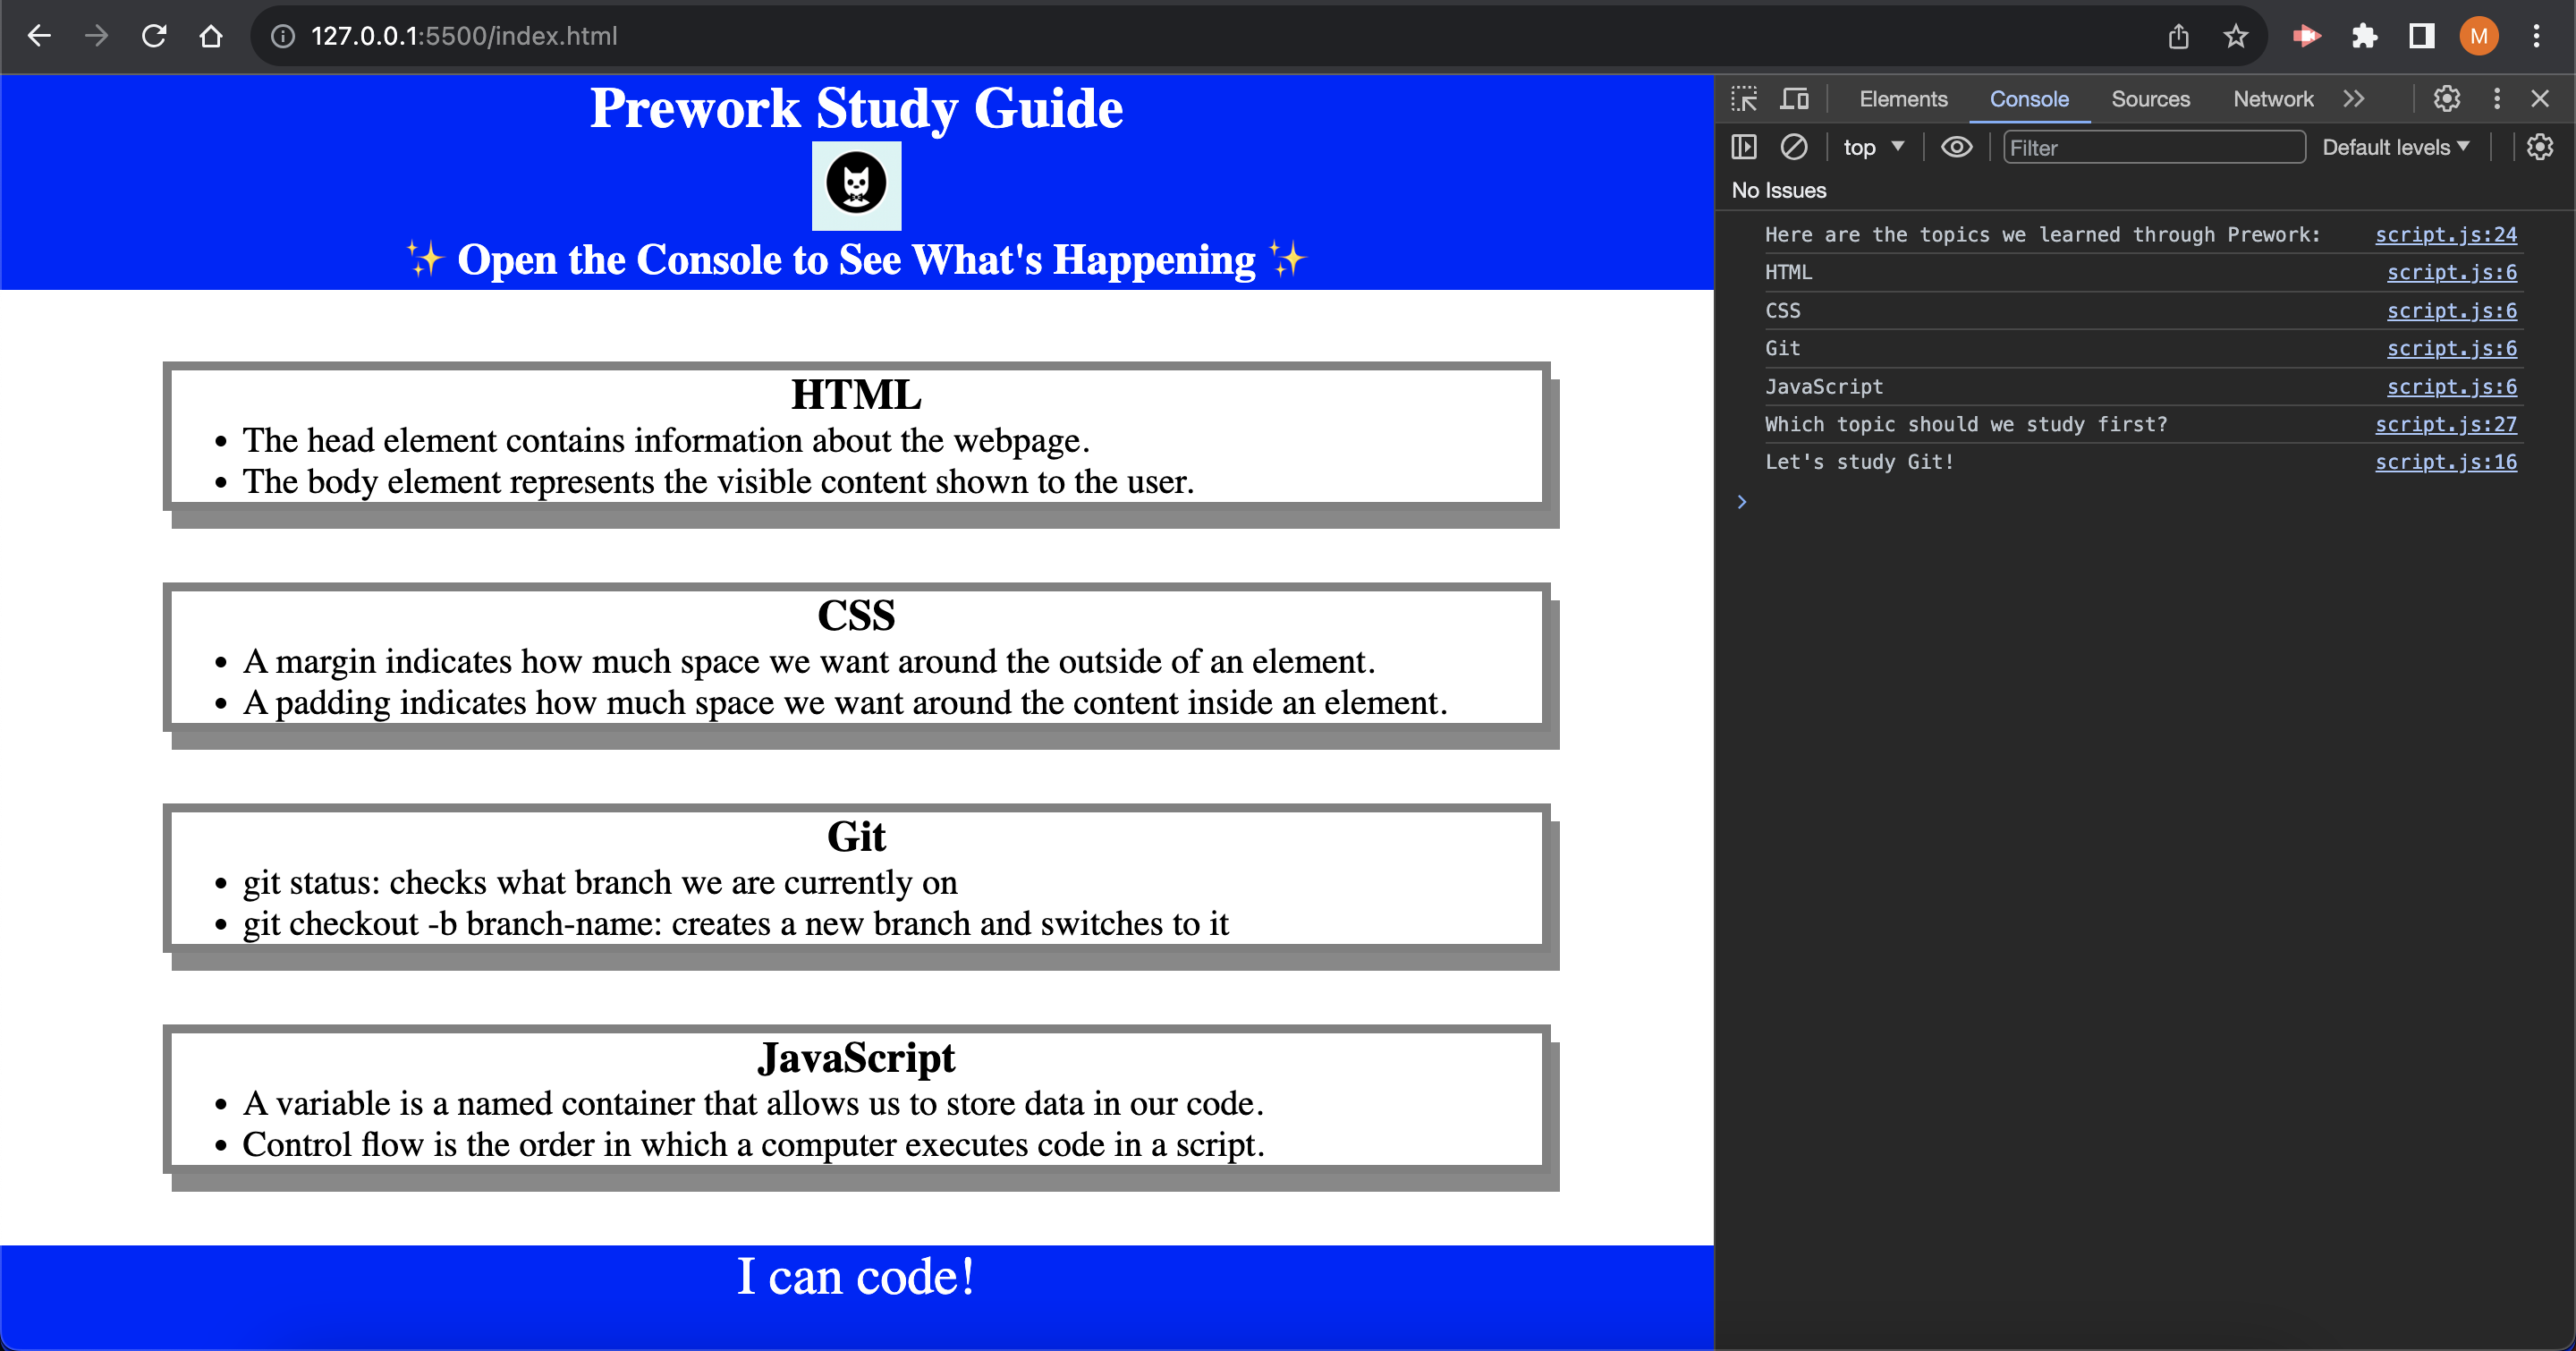 127.0.0.1:5500/index.html
M
Prework Study Guide
✨ Open the Console to See What's Happening ✨
HTML
• The head element contains information about the webpage.
• The body element represents the visible content shown to the user.
CSS
• A margin indicates how much space we want around the outside of an element.
• A padding indicates how much space we want around the content inside an element.
Git
• git status: checks what branch we are currently on
• git checkout -b branch-name: creates a new branch and switches to it
JavaScript
• A variable is a named container that allows us to store data in our code.
• Control flow is the order in which a computer executes code in a script.
I can code!
Elements Console Sources Network
top Filter Default levels
No Issues
Here are the topics we learned through Prework: script.js:24
HTML script.js:6
CSS script.js:6
Git script.js:6
JavaScript script.js:6
Which topic should we study first? script.js:27
Let's study Git! script.js:16